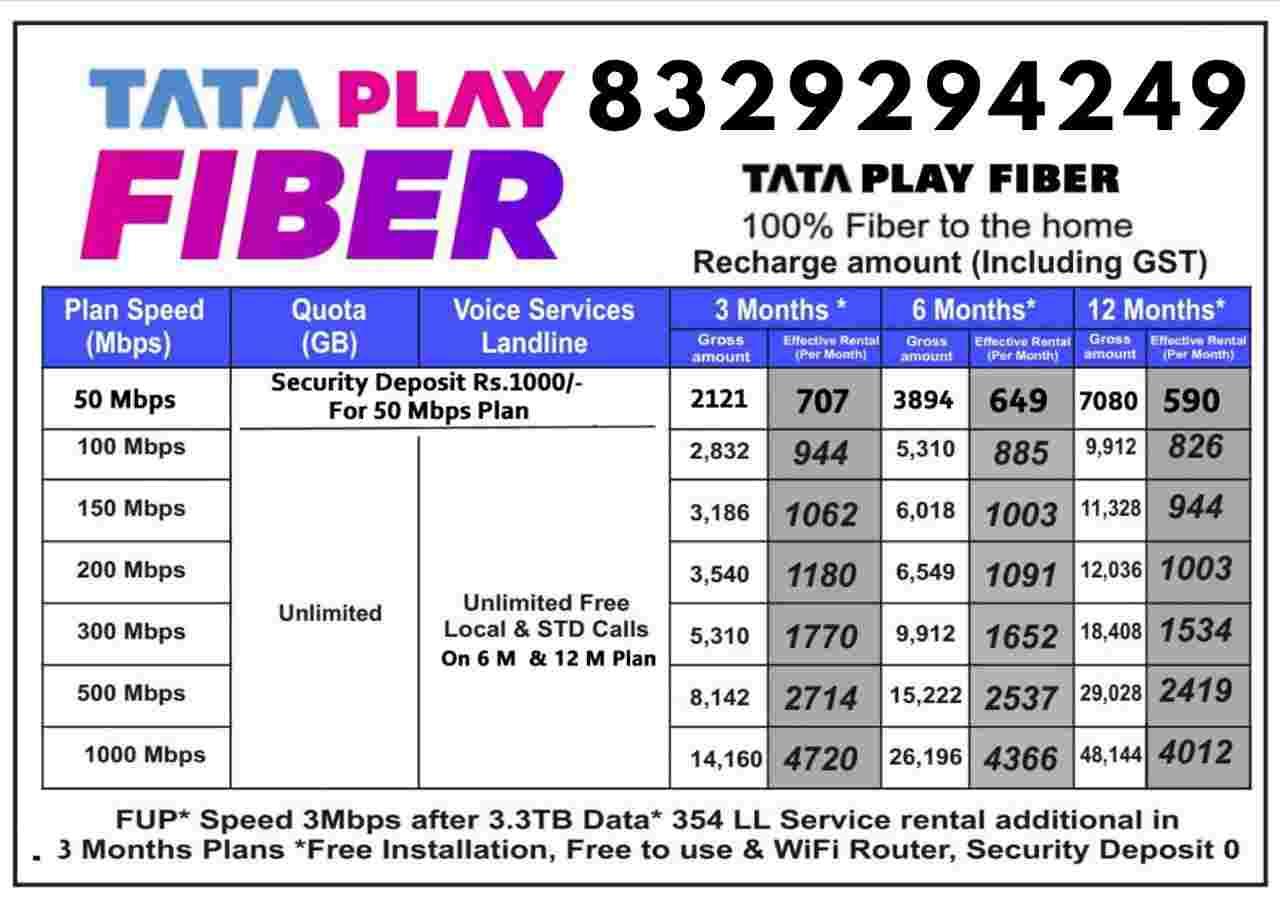 TATA PLAY
FIBER
8329294249
TATA PLAY FIBER
100% Fiber to the home
Recharge amount (Including GST)
Plan Speed (Mbps) Quota (GB) Voice Services Landline 3 Months * 6 Months* 12 Months*
Gross amount Effective Rental (Per Month) Gross amount Effective Rental (Per Month) Gross amount Effective Rental (Per Month)
Security Deposit Rs.1000/-
For 50 Mbps Plan
50 Mbps 2121 707 3894 649 7080 590
100 Mbps 2,832 944 5,310 885 9,912 826
150 Mbps 3,186 1062 6,018 1003 11,328 944
200 Mbps 3,540 1180 6,549 1091 12,036 1003
Unlimited
Unlimited Free
Local & STD Calls
On 6 M & 12 M Plan
300 Mbps 5,310 1770 9,912 1652 18,408 1534
500 Mbps 8,142 2714 15,222 2537 29,028 2419
1000 Mbps 14,160 4720 26,196 4366 48,144 4012
FUP* Speed 3Mbps after 3.3TB Data* 354 LL Service rental additional in
. 3 Months Plans *Free Installation, Free to use & WiFi Router, Security Deposit 0